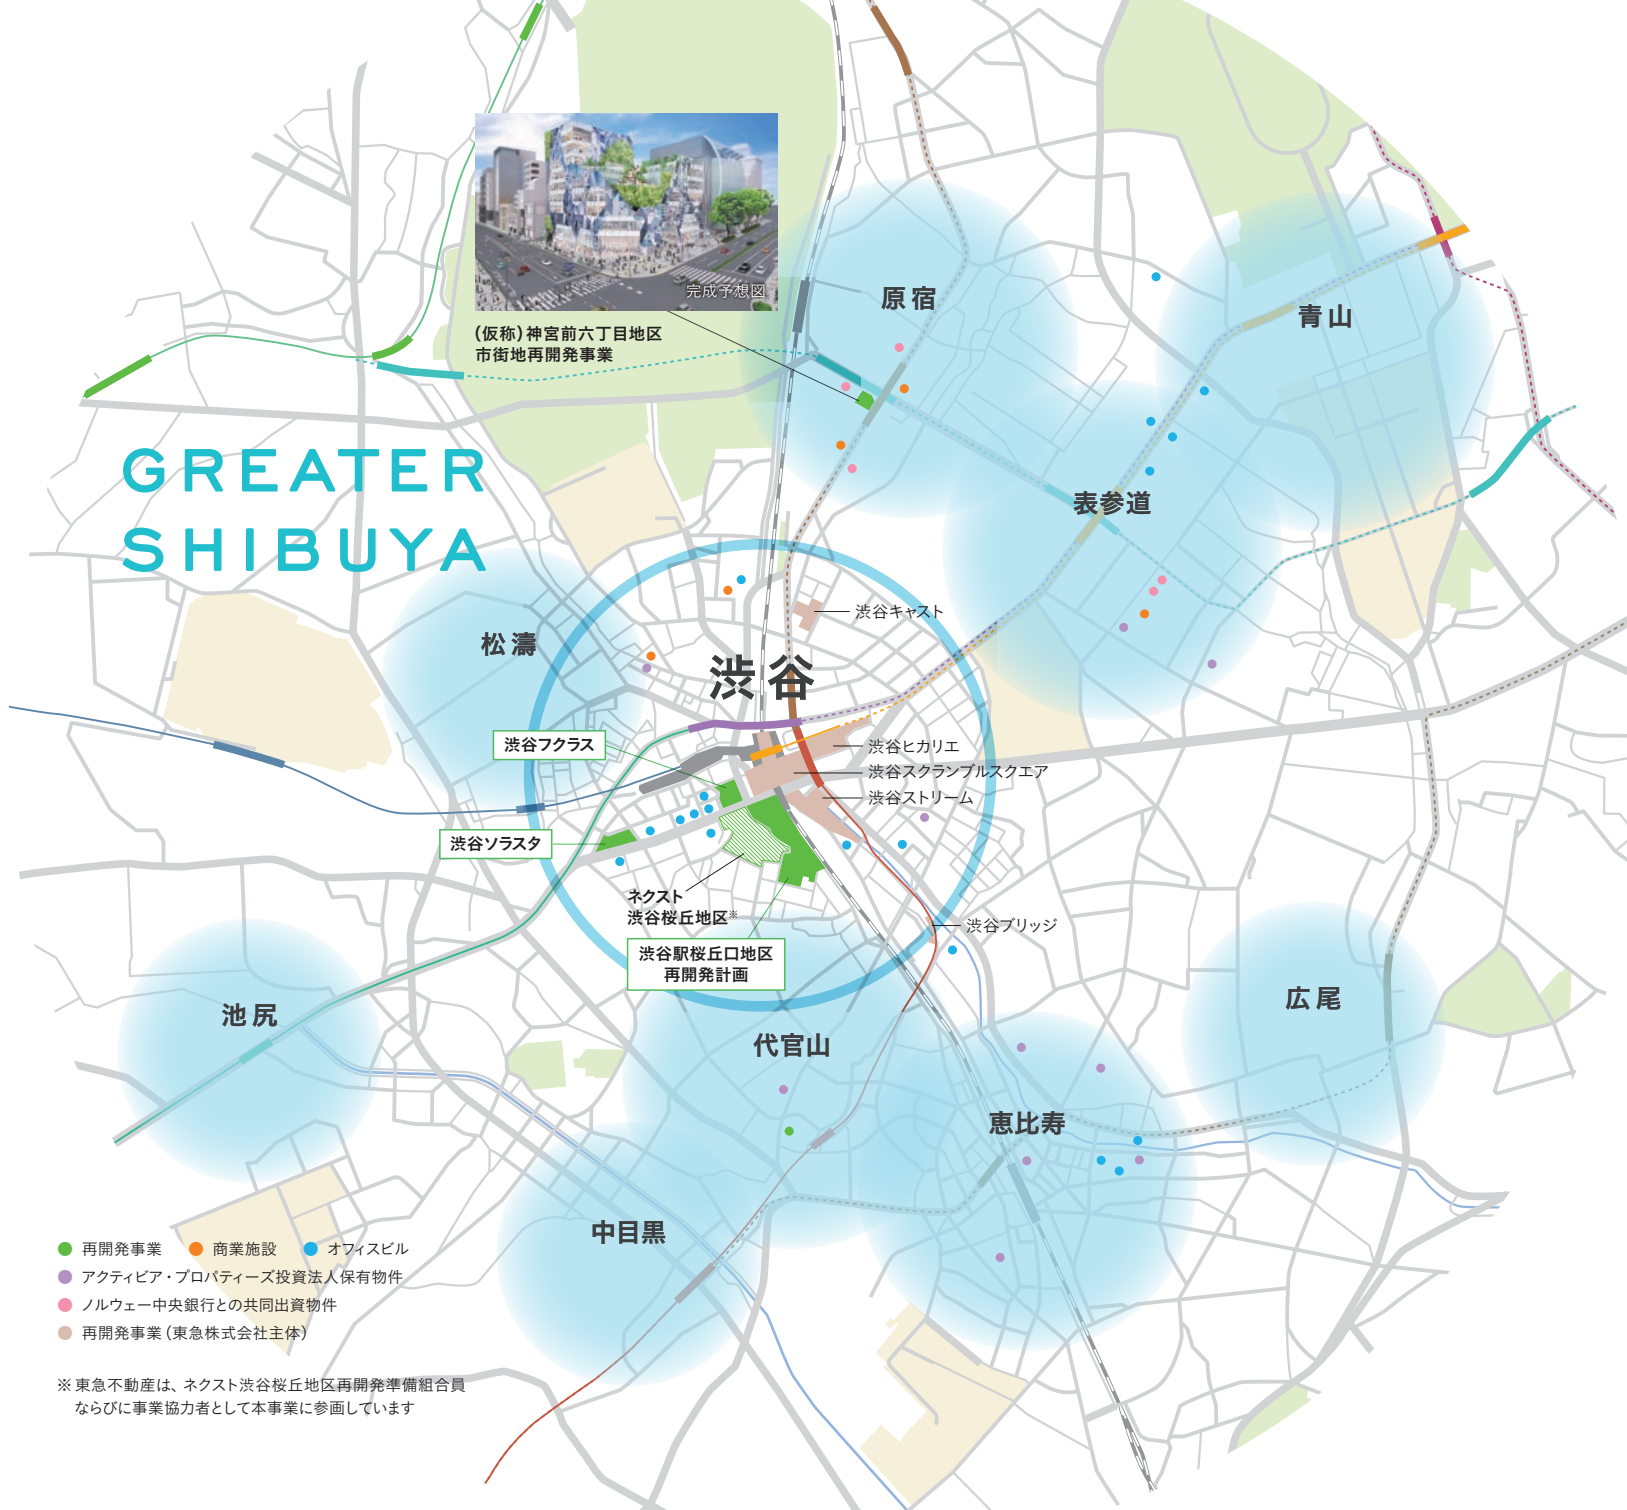 完成予想図
(仮称)神宮前六丁目地区
市街地再開発事業
原宿
青山
GREATER
SHIBUYA
表参道
松濤
渋谷キャスト
渋谷
渋谷フクラス
渋谷ヒカリエ
渋谷スクランブルスクエア
渋谷ストリーム
渋谷ソラスタ
ネクスト
渋谷桜丘地区※
渋谷ブリッジ
渋谷駅桜丘口地区
再開発計画
池尻
広尾
代官山
恵比寿
中目黒
再開発事業 商業施設 オフィスビル
アクティビア・プロパティーズ投資法人保有物件
ノルウェー中央銀行との共同出資物件
再開発事業(東急株式会社主体)
※東急不動産は、ネクスト渋谷桜丘地区再開発準備組合員
ならびに事業協力者として本事業に参画しています